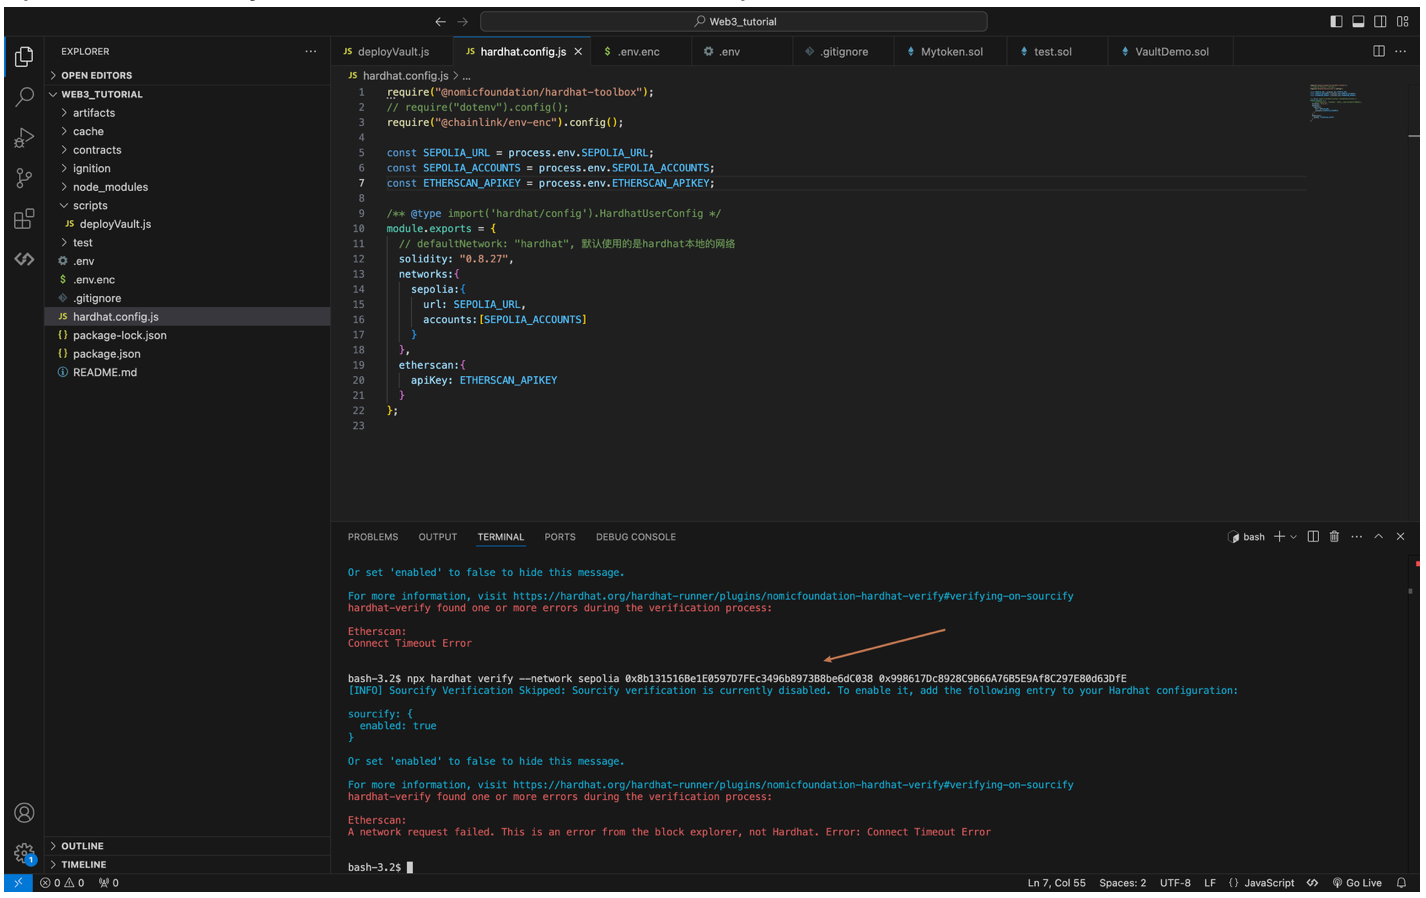 Web3_tutorial
EXPLORER
OPEN EDITORS
WEB3_TUTORIAL
artifacts
cache
contracts
ignition
node_modules
scripts
JS deployVault.js
test
.env
$ .env.enc
.gitignore
JS hardhat.config.js
{} package-lock.json
{} package.json
README.md
OUTLINE
TIMELINE
JS deployVault.js
JS hardhat.config.js
$ .env.enc
.env
.gitignore
Mytoken.sol
test.sol
VaultDemo.sol
JS hardhat.config.js > ...
1 require("@nomicfoundation/hardhat-toolbox");
2 // require("dotenv").config();
3 require("@chainlink/env-enc").config();
4
5 const SEPOLIA_URL = process.env.SEPOLIA_URL;
6 const SEPOLIA_ACCOUNTS = process.env.SEPOLIA_ACCOUNTS;
7 const ETHERSCAN_APIKEY = process.env.ETHERSCAN_APIKEY;
8
9 /** @type import('hardhat/config').HardhatUserConfig */
10 module.exports = {
11 // defaultNetwork: "hardhat", 默认使用的是hardhat本地的网络
12 solidity: "0.8.27",
13 networks:{
14 sepolia:{
15 url: SEPOLIA_URL,
16 accounts:[SEPOLIA_ACCOUNTS]
17 }
18 },
19 etherscan:{
20 apiKey: ETHERSCAN_APIKEY
21 }
22 };
23
PROBLEMS OUTPUT TERMINAL PORTS DEBUG CONSOLE
bash
Or set 'enabled' to false to hide this message.
For more information, visit https://hardhat.org/hardhat-runner/plugins/nomicfoundation-hardhat-verify#verifying-on-sourcify
hardhat-verify found one or more errors during the verification process:
Etherscan:
Connect Timeout Error
bash-3.2$ npx hardhat verify --network sepolia 0x8b131516Be1E0597D7FEc3496b8973B8be6dC038 0x998617Dc8928C9B66A76B5E9Af8C297E80d63DfE
[INFO] Sourcify Verification Skipped: Sourcify verification is currently disabled. To enable it, add the following entry to your Hardhat configuration:
sourcify: {
enabled: true
}
Or set 'enabled' to false to hide this message.
For more information, visit https://hardhat.org/hardhat-runner/plugins/nomicfoundation-hardhat-verify#verifying-on-sourcify
hardhat-verify found one or more errors during the verification process:
Etherscan:
A network request failed. This is an error from the block explorer, not Hardhat. Error: Connect Timeout Error
bash-3.2$
1
0 0 0
Ln 7, Col 55 Spaces: 2 UTF-8 LF {} JavaScript Go Live